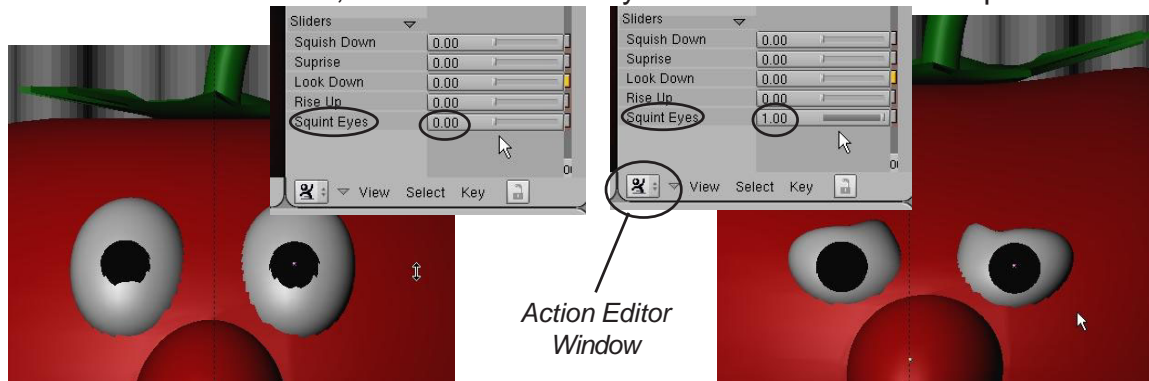 Sliders
Squish Down 0.00
Suprise 0.00
Look Down 0.00
Rise Up 0.00
Squint Eyes 0.00
View Select Key
Sliders
Squish Down 0.00
Suprise 0.00
Look Down 0.00
Rise Up 0.00
Squint Eyes 1.00
View Select Key
Action Editor
Window